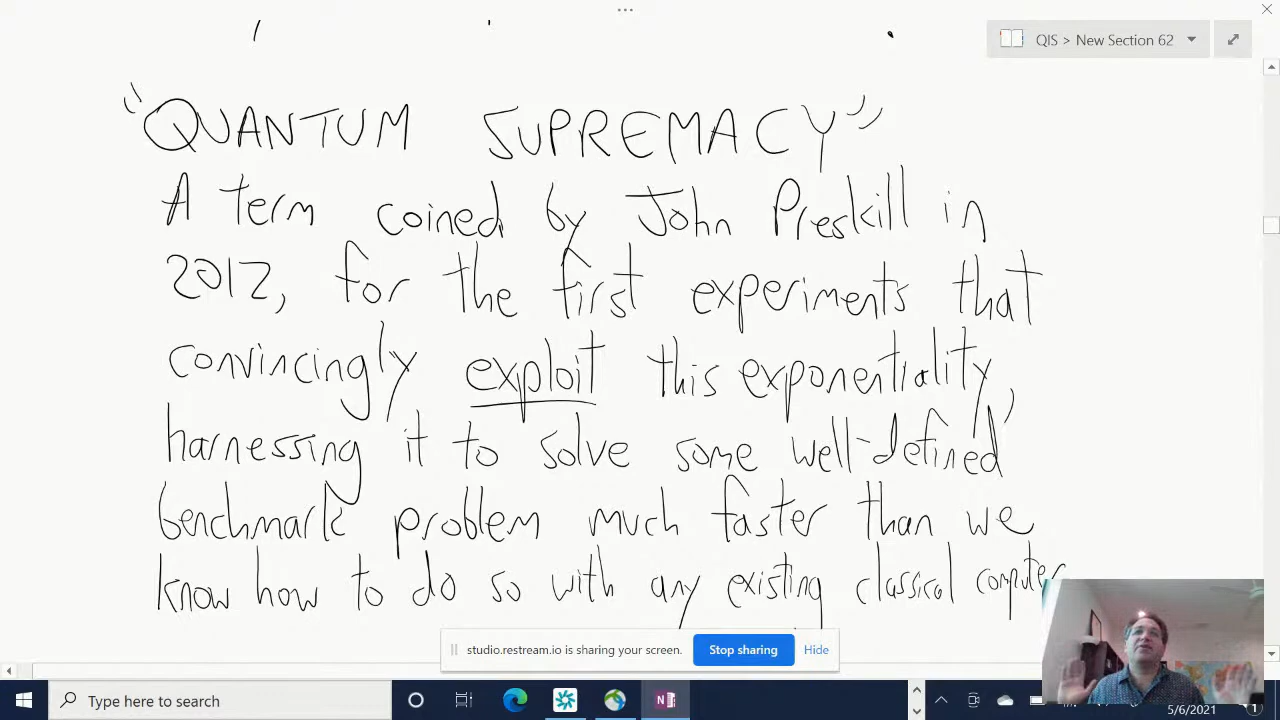 QIS > New Section 62
"QUANTUM SUPREMACY"
A term coined by John Preskill in
2012, for the first experiments that
convincingly exploit this exponentiality,
harnessing it to solve some well-defined
benchmark problem much faster than we
know how to do so with any existing classical computer
studio.restream.io is sharing your screen.
Stop sharing
Hide
Type here to search
5/6/2021